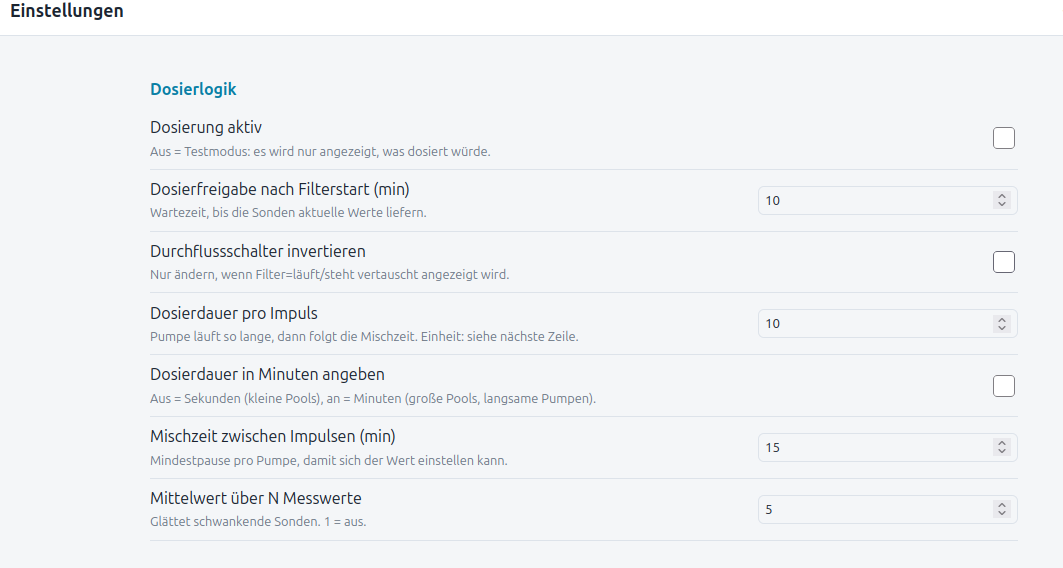 Einstellungen
Dosierlogik
Dosierung aktiv
Aus = Testmodus: es wird nur angezeigt, was dosiert würde.
Dosierfreigabe nach Filterstart (min)
10
Wartezeit, bis die Sonden aktuelle Werte liefern.
Durchflussschalter invertieren
Nur ändern, wenn Filter=läuft/steht vertauscht angezeigt wird.
Dosierdauer pro Impuls
10
Pumpe läuft so lange, dann folgt die Mischzeit. Einheit: siehe nächste Zeile.
Dosierdauer in Minuten angeben
Aus = Sekunden (kleine Pools), an = Minuten (große Pools, langsame Pumpen).
Mischzeit zwischen Impulsen (min)
15
Mindestpause pro Pumpe, damit sich der Wert einstellen kann.
Mittelwert über N Messwerte
5
Glättet schwankende Sonden. 1 = aus.